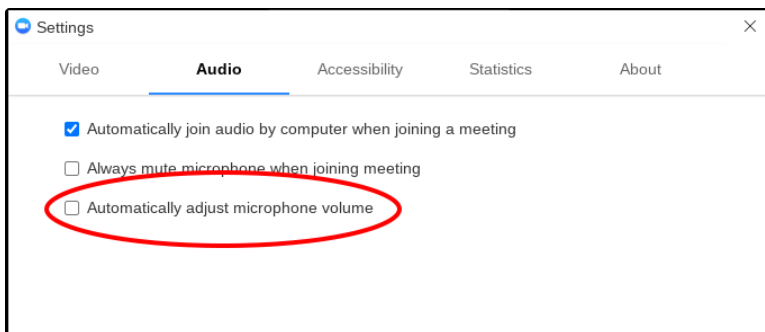 Settings
Video Audio Accessibility Statistics About
Automatically join audio by computer when joining a meeting
Always mute microphone when joining meeting
Automatically adjust microphone volume